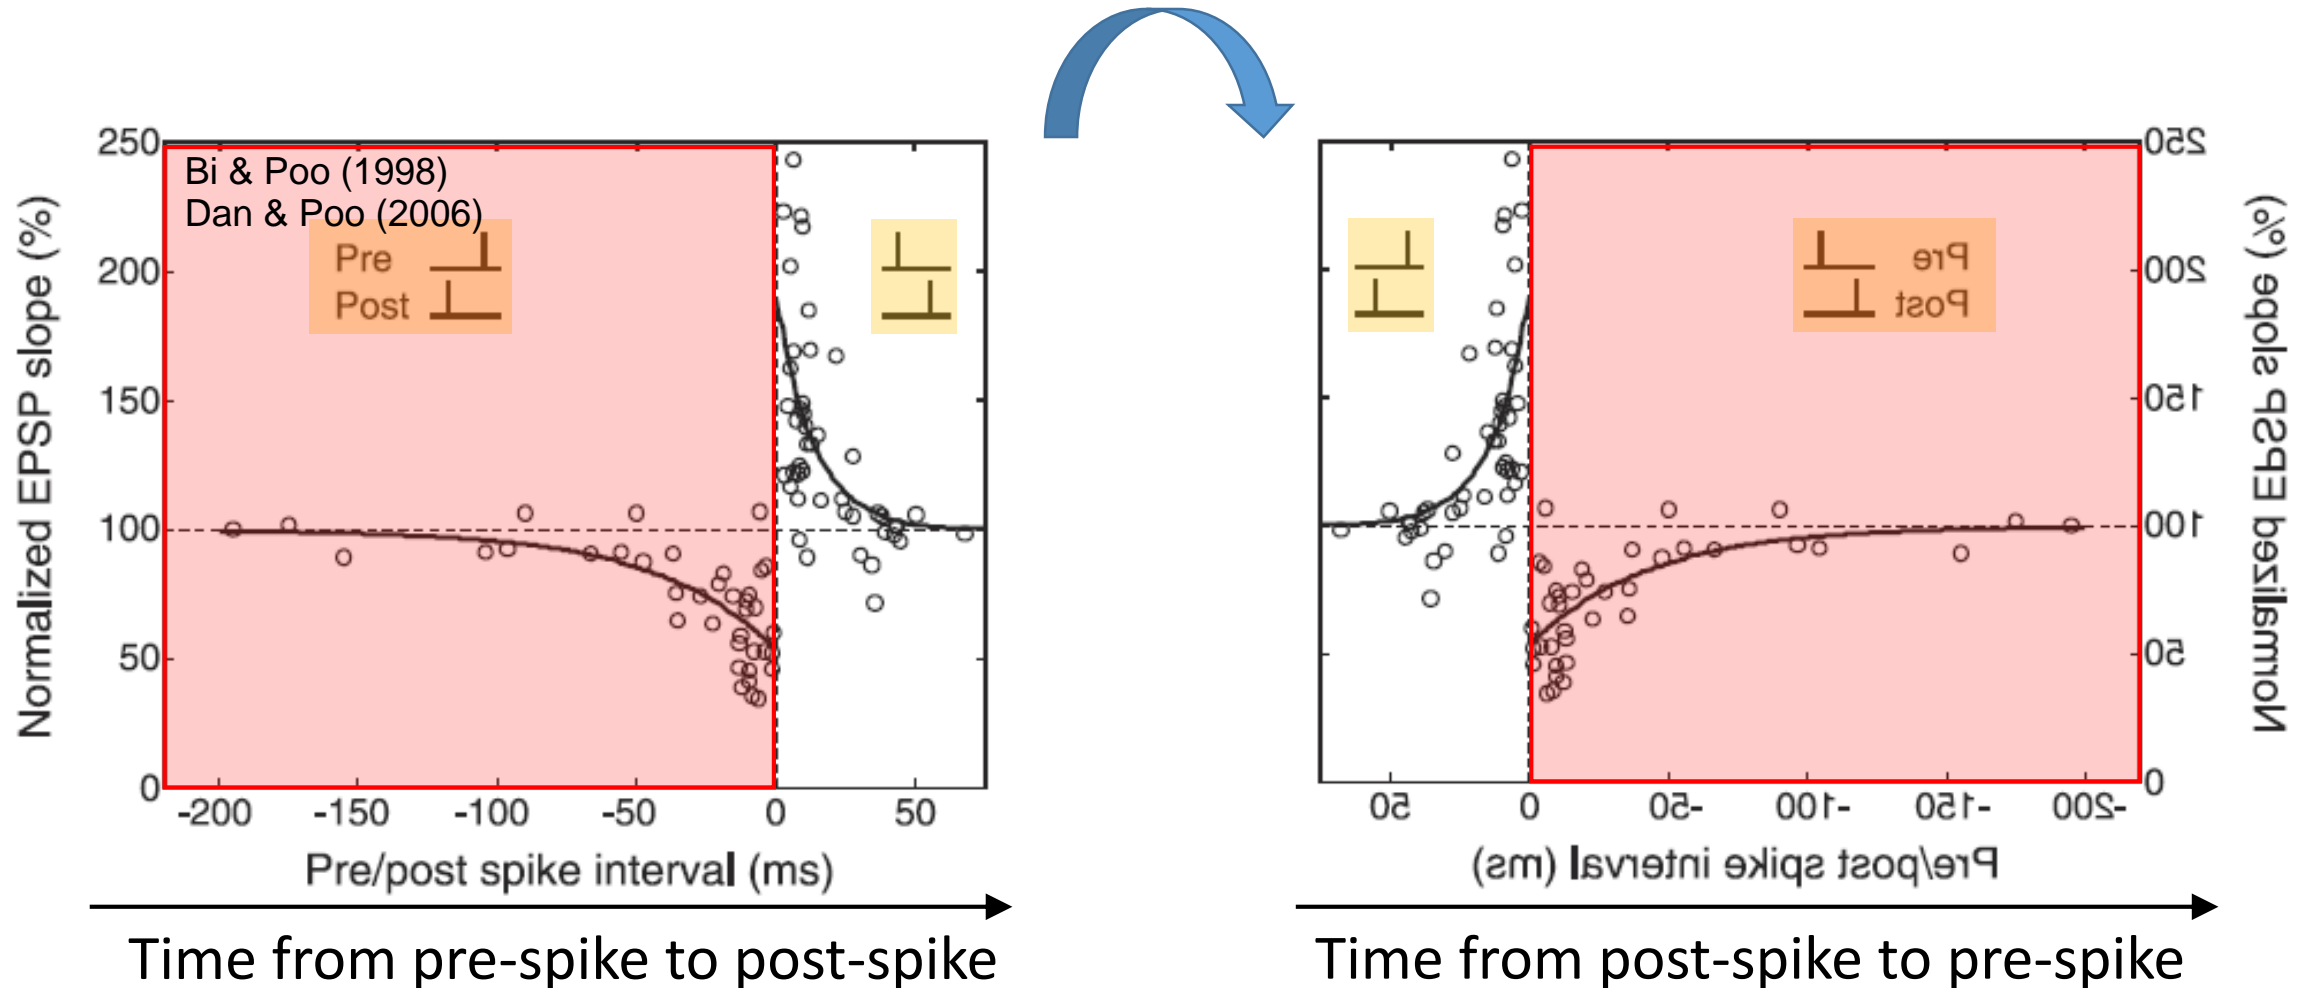 250
Bi & Poo (1998)
Dan & Poo (2006)
Pre
Post
200
150
100
50
0
Normalized EPSP slope (%)
-200 -150 -100 -50 0 50
Pre/post spike interval (ms)
Time from pre-spike to post-spike
250
Pre
Post
200
150
100
50
0
Normalized EPSP slope (%)
50 0 -50 -100 -150 -200
Pre/post spike interval (ms)
Time from post-spike to pre-spike